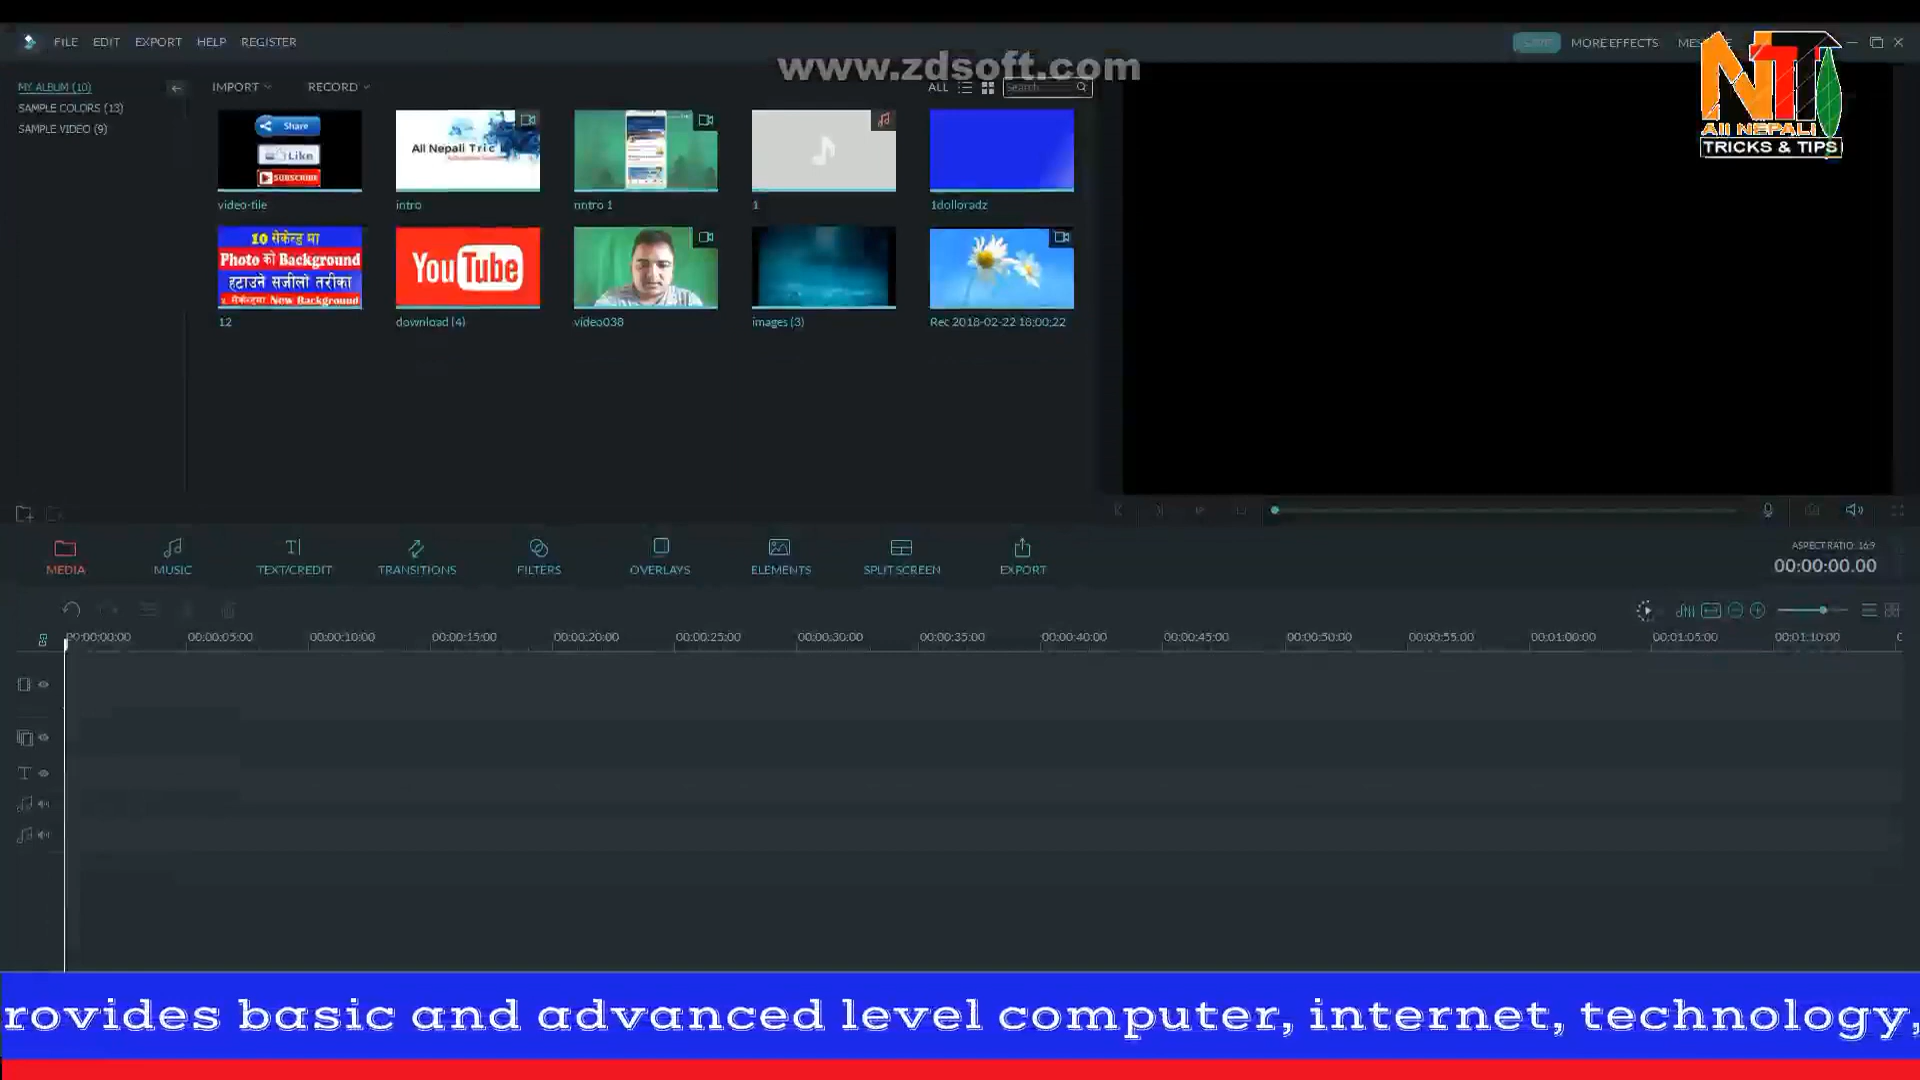 FILE EDIT EXPORT HELP REGISTER
MORE EFFECTS
www.zdsoft.com
NTT
All NEPALI
TRICKS & TIPS
MY ALBUM (10)
SAMPLE COLORS (13)
SAMPLE VIDEO (9)
IMPORT RECORD ALL Search
Share
Like
SUBSCRIBE
All Nepali Tric
video-file intro nntro 1 1 1dolloradz
10 सेकेन्ड मा
Photo को Background
हटाउने सजीलो तरीका
New Background
YouTube
12 download (4) video038 images (3) Rec 2018-02-22 18;00;22
MEDIA MUSIC TEXT/CREDIT TRANSITIONS FILTERS OVERLAYS ELEMENTS SPLIT SCREEN EXPORT
ASPECT RATIO: 16:9
00:00:00.00
00:00:00:00 00:00:05:00 00:00:10:00 00:00:15:00 00:00:20:00 00:00:25:00 00:00:30:00 00:00:35:00 00:00:40:00 00:00:45:00 00:00:50:00 00:00:55:00 00:01:00:00 00:01:05:00 00:01:10:00
rovides basic and advanced level computer, internet, technology,